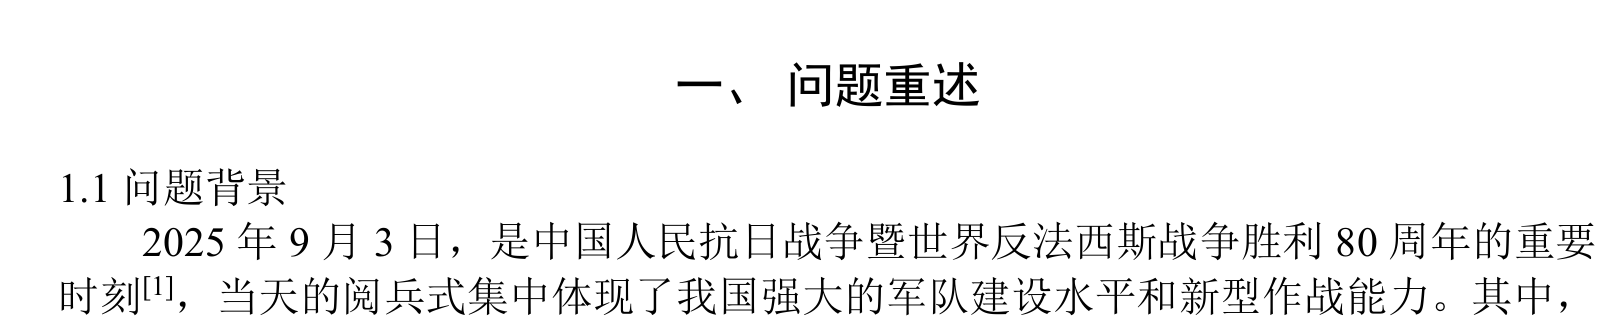 一、 问题重述
1.1 问题背景
2025 年 9 月 3 日，是中国人民抗日战争暨世界反法西斯战争胜利 80 周年的重要
时刻[1]，当天的阅兵式集中体现了我国强大的军队建设水平和新型作战能力。其中，